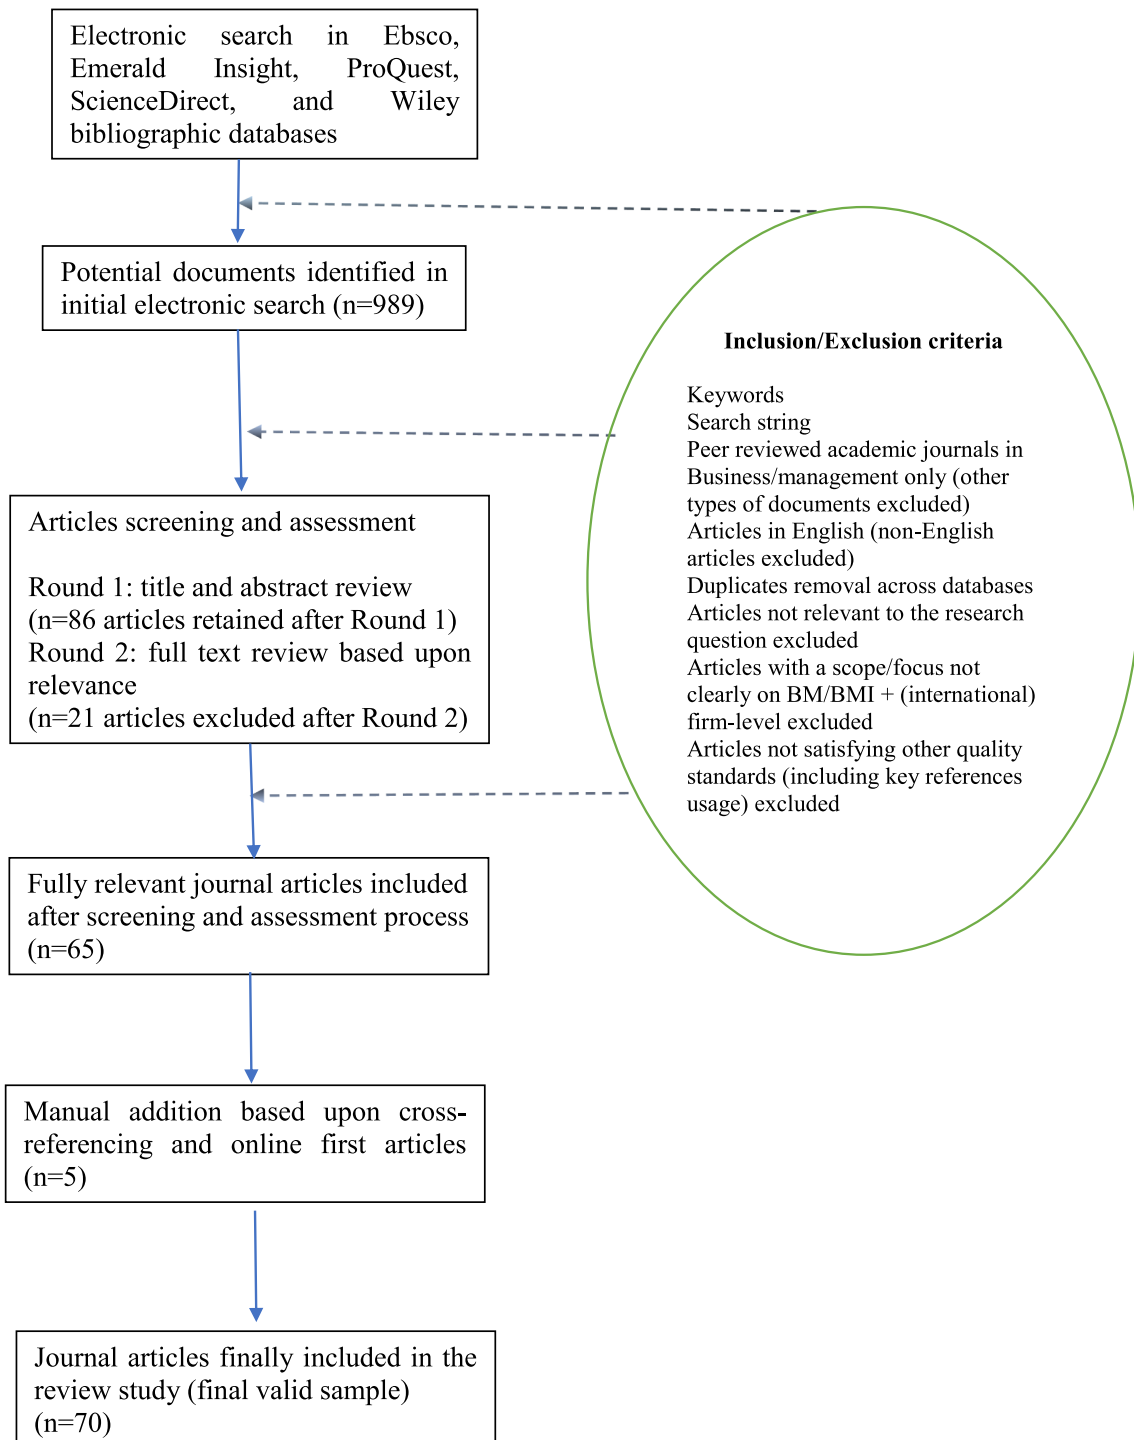 Electronic search in Ebsco,
Emerald Insight, ProQuest,
ScienceDirect, and Wiley
bibliographic databases
Potential documents identified in
initial electronic search (n=989)
Inclusion/Exclusion criteria
Keywords
Search string
Peer reviewed academic journals in
Business/management only (other
types of documents excluded)
Articles in English (non-English
articles excluded)
Duplicates removal across databases
Articles not relevant to the research
question excluded
Articles with a scope/focus not
clearly on BM/BMI + (international)
firm-level excluded
Articles not satisfying other quality
standards (including key references
usage) excluded
Articles screening and assessment
Round 1: title and abstract review
(n=86 articles retained after Round 1)
Round 2: full text review based upon
relevance
(n=21 articles excluded after Round 2)
Fully relevant journal articles included
after screening and assessment process
(n=65)
Manual addition based upon cross-
referencing and online first articles
(n=5)
Journal articles finally included in the
review study (final valid sample)
(n=70)